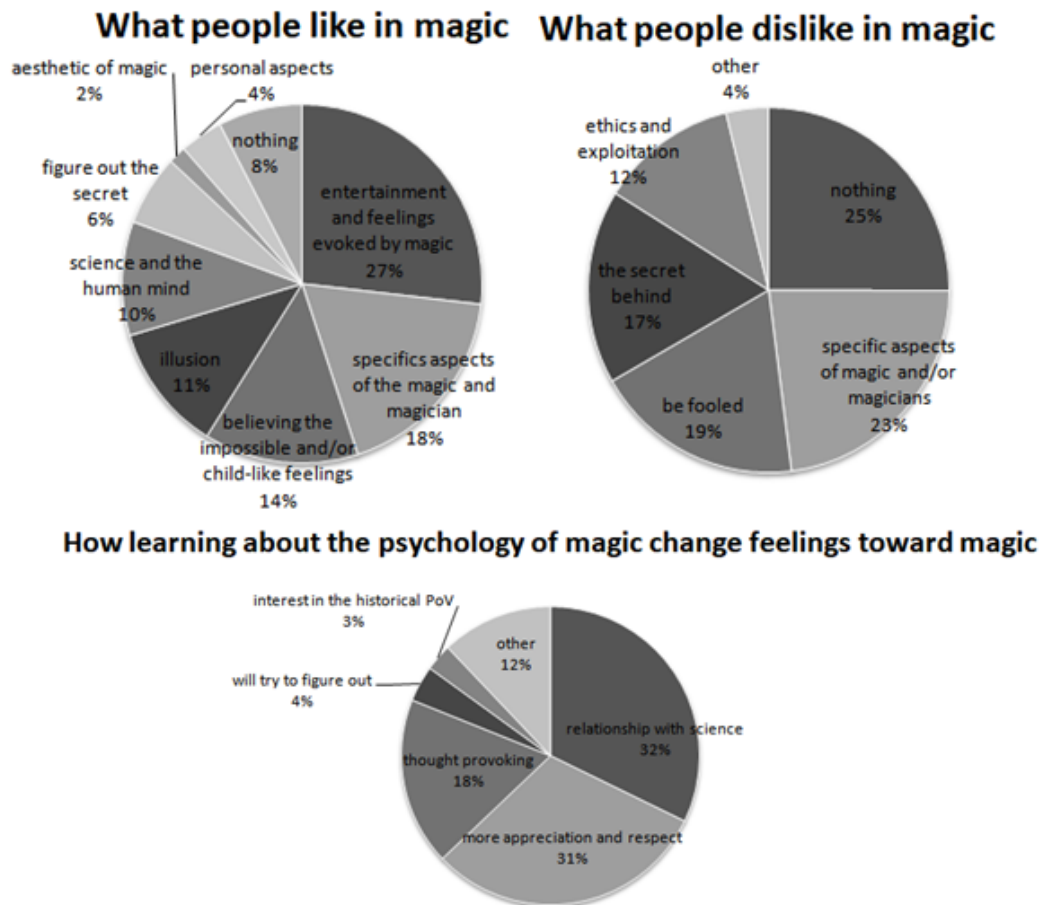 What people like in magic
aesthetic of magic
2%
personal aspects
4%
nothing
8%
figure out the
secret
6%
entertainment
and feelings
evoked by magic
27%
science and the
human mind
10%
illusion
11%
specifics aspects
of the magic and
magician
18%
believing the
impossible and/or
child-like feelings
14%
What people dislike in magic
other
4%
ethics and
exploitation
12%
nothing
25%
the secret
behind
17%
specific aspects
of magic and/or
magicians
23%
be fooled
19%
How learning about the psychology of magic change feelings toward magic
interest in the historical PoV
3%
other
12%
will try to figure out
4%
relationship with science
32%
thought provoking
18%
more appreciation and respect
31%